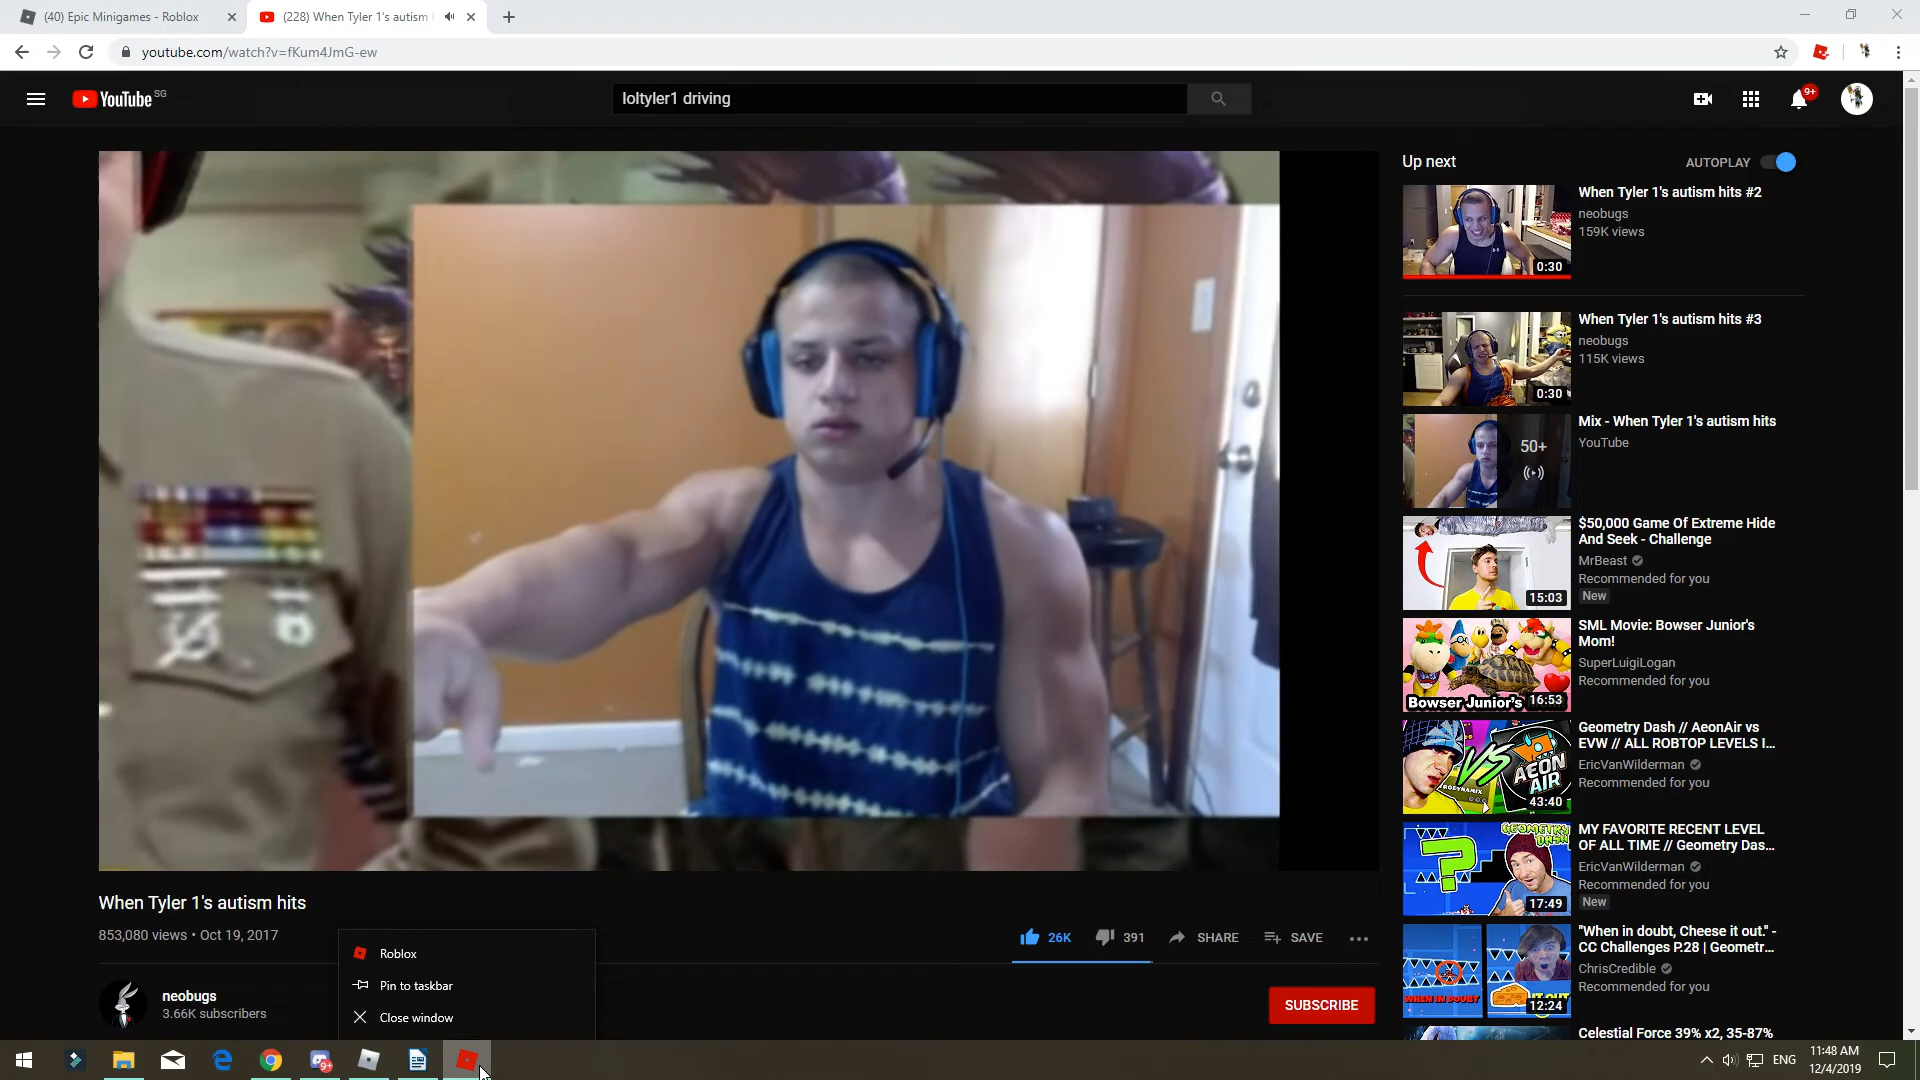 (40) Epic Minigames - Roblox
(228) When Tyler 1's autism
youtube.com/watch?v=fKum4JmG-ew
YouTube SG
loltyler1 driving
9+
Up next
AUTOPLAY
When Tyler 1's autism hits #2
neobugs
159K views
0:30
When Tyler 1's autism hits #3
neobugs
115K views
0:30
Mix - When Tyler 1's autism hits
YouTube
50+
$50,000 Game Of Extreme Hide
And Seek - Challenge
MrBeast
Recommended for you
New
15:03
SML Movie: Bowser Junior's
Mom!
SuperLuigiLogan
Recommended for you
Bowser Junior's
16:53
Geometry Dash // AeonAir vs
EVW // ALL ROBTOP LEVELS I...
EricVanWilderman
Recommended for you
VS
AEON
AIR
43:40
MY FAVORITE RECENT LEVEL
OF ALL TIME // Geometry Das...
EricVanWilderman
Recommended for you
New
17:49
"When in doubt, Cheese it out." -
CC Challenges P.28 | Geometr...
ChrisCredible
Recommended for you
WHEN IN DOUBT
12:24
Celestial Force 39% x2, 35-87%
When Tyler 1's autism hits
853,080 views • Oct 19, 2017
26K
391
SHARE
SAVE
neobugs
3.66K subscribers
SUBSCRIBE
Roblox
Pin to taskbar
Close window
9+
ENG
11:48 AM
12/4/2019